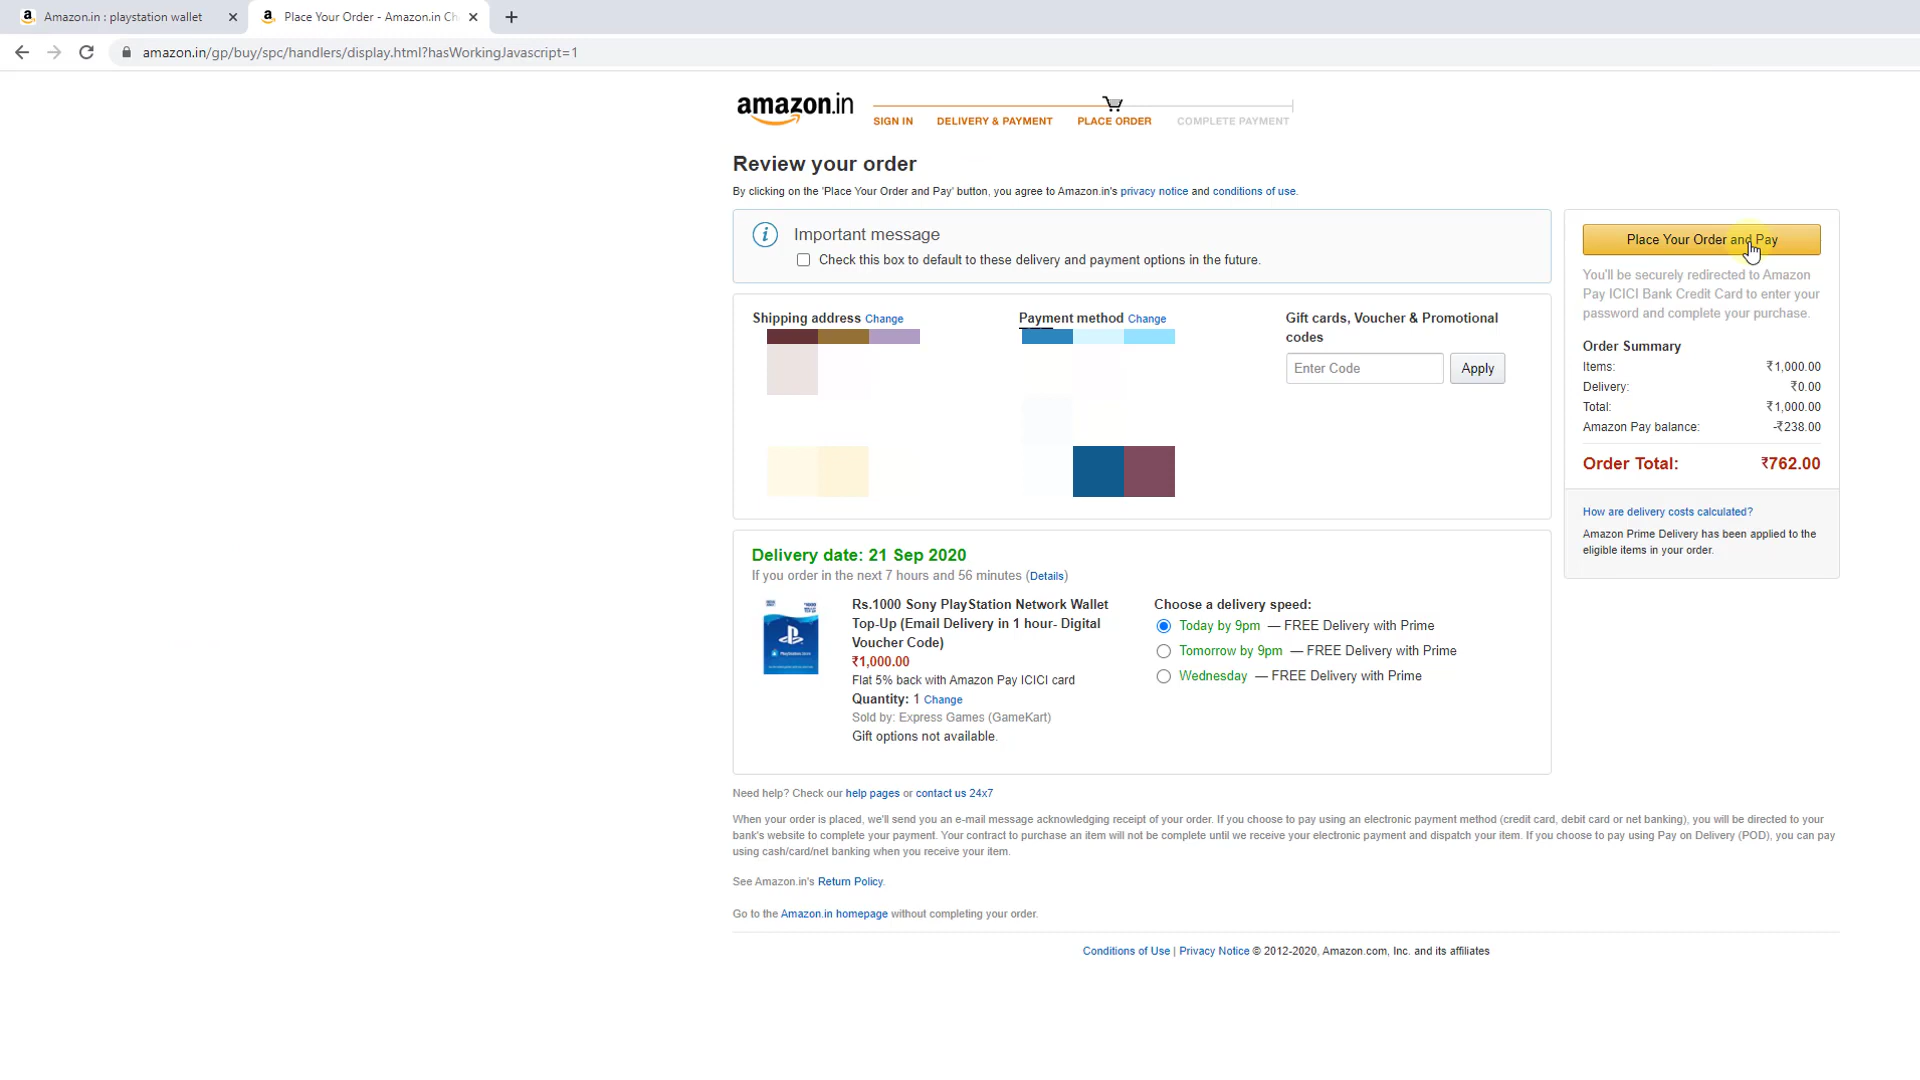 Amazon.in : playstation wallet
Place Your Order - Amazon.in Ch
amazon.in/gp/buy/spc/handlers/display.html?hasWorkingJavascript=1
amazon.in
SIGN IN DELIVERY & PAYMENT PLACE ORDER COMPLETE PAYMENT
Review your order
By clicking on the 'Place Your Order and Pay' button, you agree to Amazon.in's privacy notice and conditions of use.
Important message
Check this box to default to these delivery and payment options in the future.
Shipping address Change
Payment method Change
Gift cards, Voucher & Promotional
codes
Enter Code Apply
Place Your Order and Pay
You'll be securely redirected to Amazon
Pay ICICI Bank Credit Card to enter your
password and complete your purchase.
Order Summary
Items: ₹1,000.00
Delivery: ₹0.00
Total: ₹1,000.00
Amazon Pay balance: -₹238.00
Order Total: ₹762.00
How are delivery costs calculated?
Amazon Prime Delivery has been applied to the
eligible items in your order.
Delivery date: 21 Sep 2020
If you order in the next 7 hours and 56 minutes (Details)
Rs.1000 Sony PlayStation Network Wallet
Top-Up (Email Delivery in 1 hour- Digital
Voucher Code)
₹1,000.00
Flat 5% back with Amazon Pay ICICI card
Quantity: 1 Change
Sold by: Express Games (GameKart)
Gift options not available.
Choose a delivery speed:
Today by 9pm — FREE Delivery with Prime
Tomorrow by 9pm — FREE Delivery with Prime
Wednesday — FREE Delivery with Prime
Need help? Check our help pages or contact us 24x7
When your order is placed, we'll send you an e-mail message acknowledging receipt of your order. If you choose to pay using an electronic payment method (credit card, debit card or net banking), you will be directed to your
bank's website to complete your payment. Your contract to purchase an item will not be complete until we receive your electronic payment and dispatch your item. If you choose to pay using Pay on Delivery (POD), you can pay
using cash/card/net banking when you receive your item.
See Amazon.in's Return Policy.
Go to the Amazon.in homepage without completing your order.
Conditions of Use | Privacy Notice © 2012-2020, Amazon.com, Inc. and its affiliates